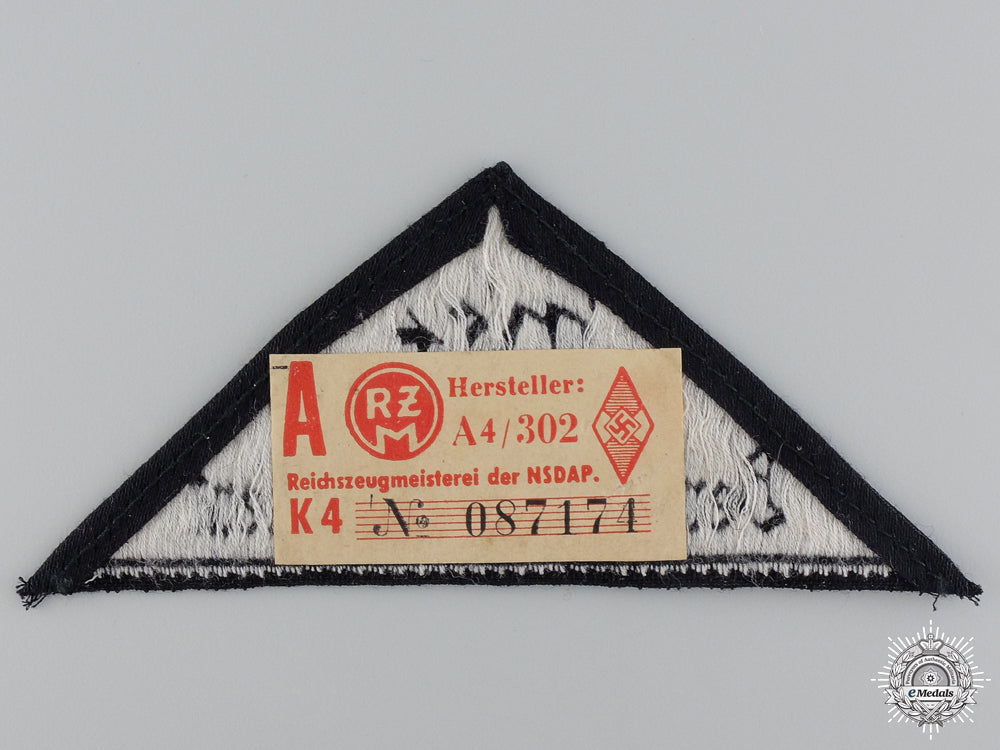 A
RZM
Hersteller:
A4/302
Reichszeugmeisterei der NSDAP.
K4 № 087174
eMedals